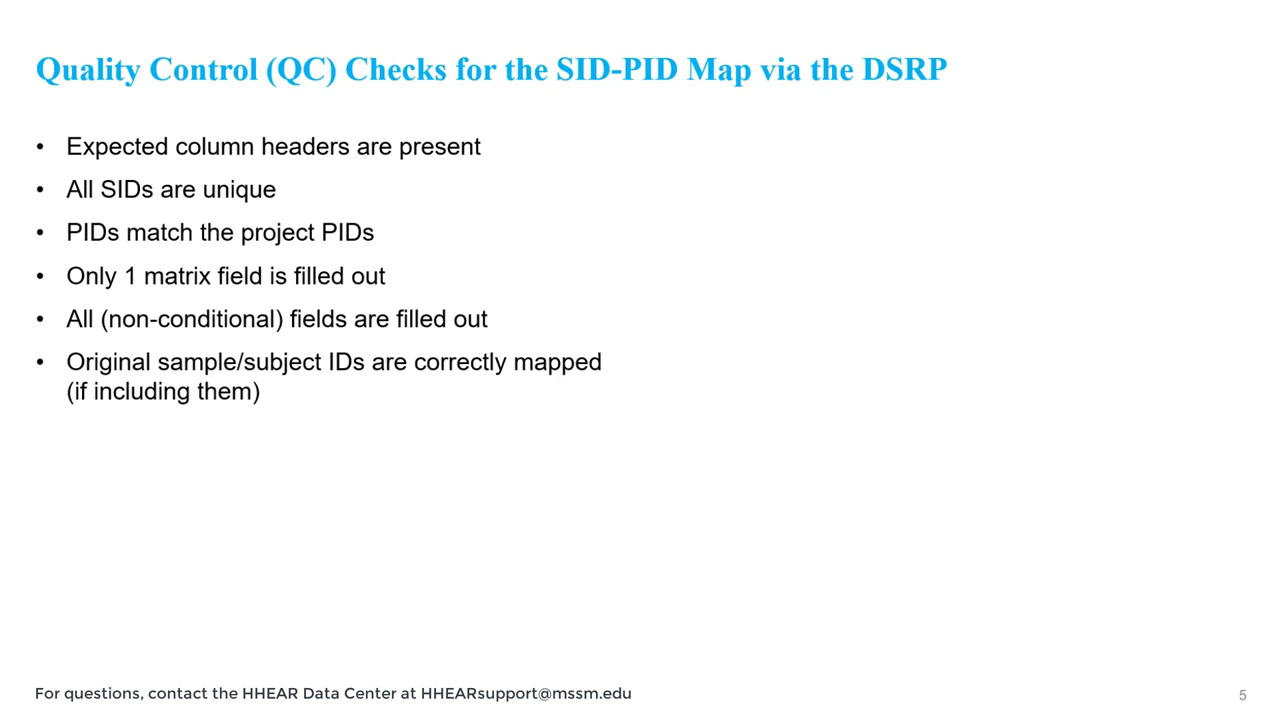 Quality Control (QC) Checks for the SID-PID Map via the DSRP
• Expected column headers are present
• All SIDs are unique
• PIDs match the project PIDs
• Only 1 matrix field is filled out
• All (non-conditional) fields are filled out
• Original sample/subject IDs are correctly mapped
(if including them)
For questions, contact the HHEAR Data Center at HHEARsupport@mssm.edu
5